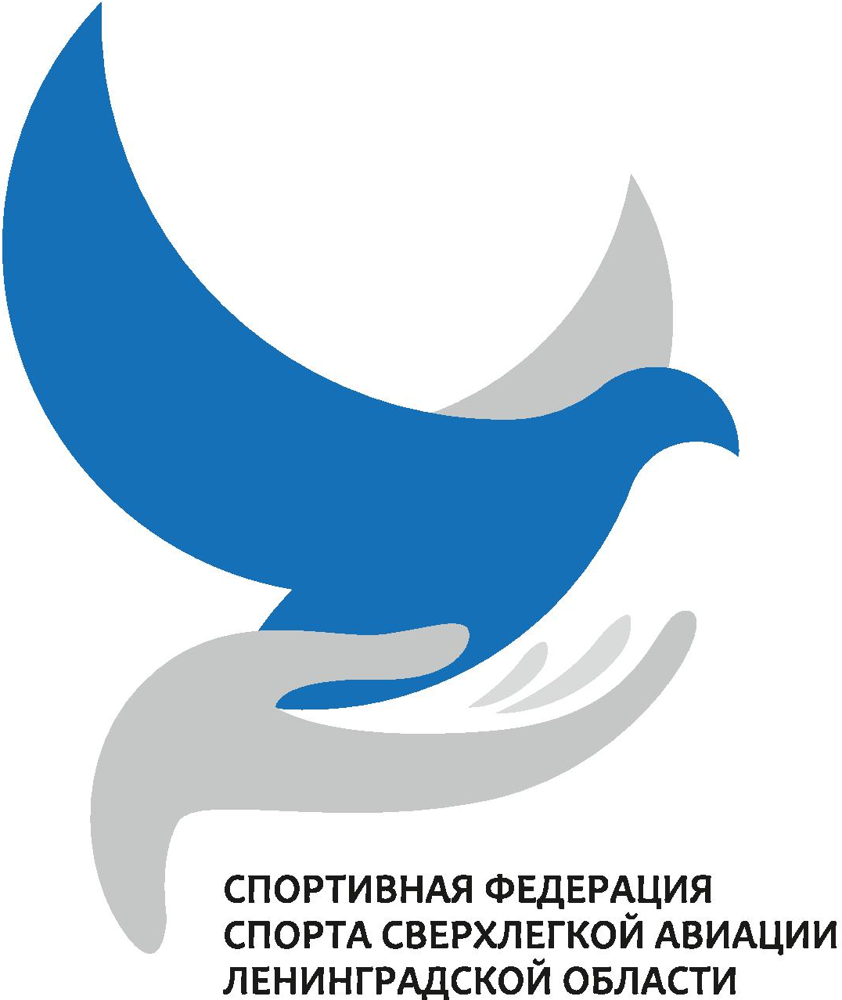 СПОРТИВНАЯ ФЕДЕРАЦИЯ
СПОРТА СВЕРХЛЕГКОЙ АВИАЦИИ
ЛЕНИНГРАДСКОЙ ОБЛАСТИ